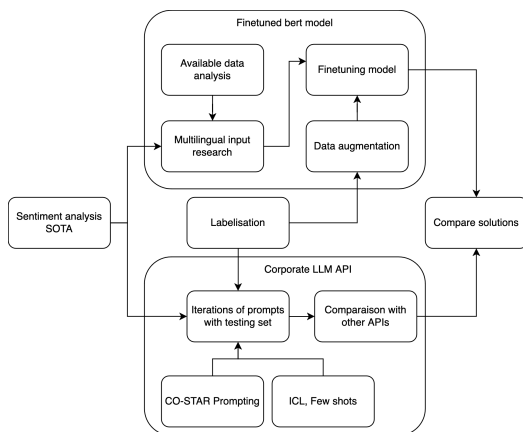 Finetuned bert model
Available data
analysis
Finetuning model
Multilingual input
research
Data augmentation
Sentiment analysis
SOTA
Labelisation
Compare solutions
Corporate LLM API
Iterations of prompts
with testing set
Comparaison with
other APIs
CO-STAR Prompting
ICL, Few shots